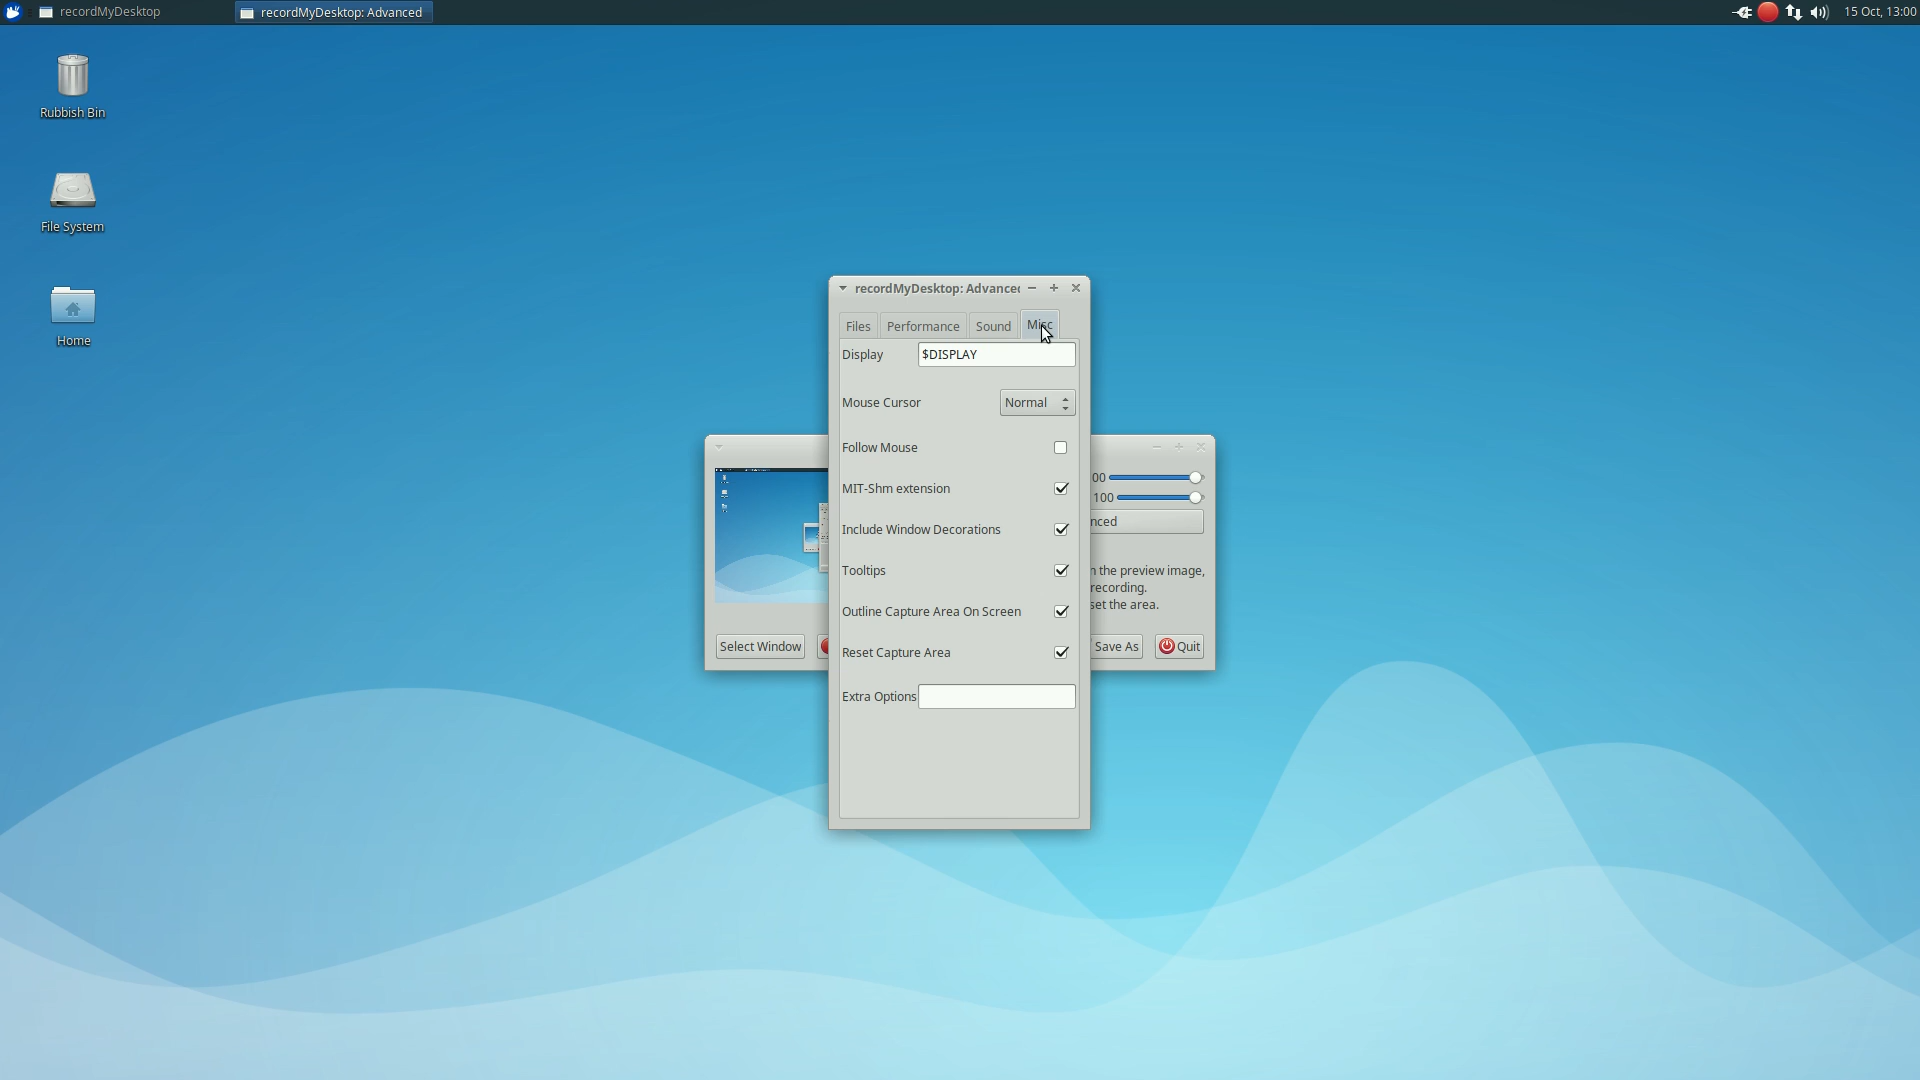 recordMyDesktop
recordMyDesktop: Advanced
15 Oct, 13:00
Rubbish Bin
File System
Home
recordMyDesktop: Advanced
Files
Performance
Sound
Misc
Display
$DISPLAY
Mouse Cursor
Normal
Follow Mouse
MIT-Shm extension
Include Window Decorations
Tooltips
Outline Capture Area On Screen
Reset Capture Area
Extra Options
00
100
nced
the preview image,
recording.
set the area.
Select Window
Save As
Quit